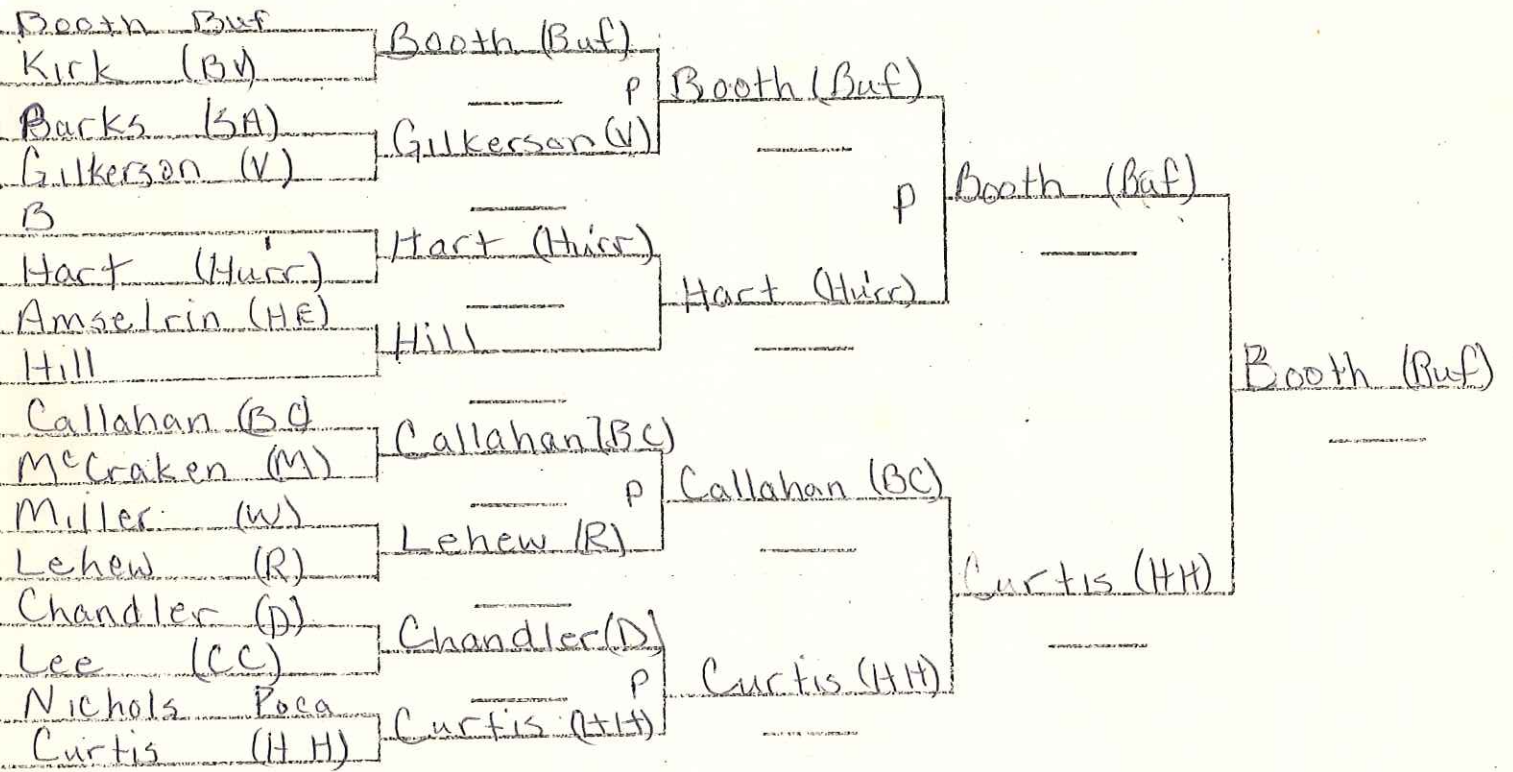 Booth Buf
Kirk (BV)
Barks (SA)
Gilkerson (V)
B
Hart (Hurr)
Amselrin (HE)
Hill
Callahan (BC)
McCraken (M)
Miller (W)
Lehew (R)
Chandler (D)
Lee (CC)
Nichols Poca
Curtis (HH)
Booth (Buf)
P
Gilkerson (V)
Hart (Hurr)
Hill
Callahan (BC)
P
Lehew (R)
Chandler (D)
P
Curtis (HH)
Booth (Buf)
P
Hart (Hurr)
Callahan (BC)
Curtis (HH)
Booth (Buf)
Curtis (HH)
Booth (Buf)